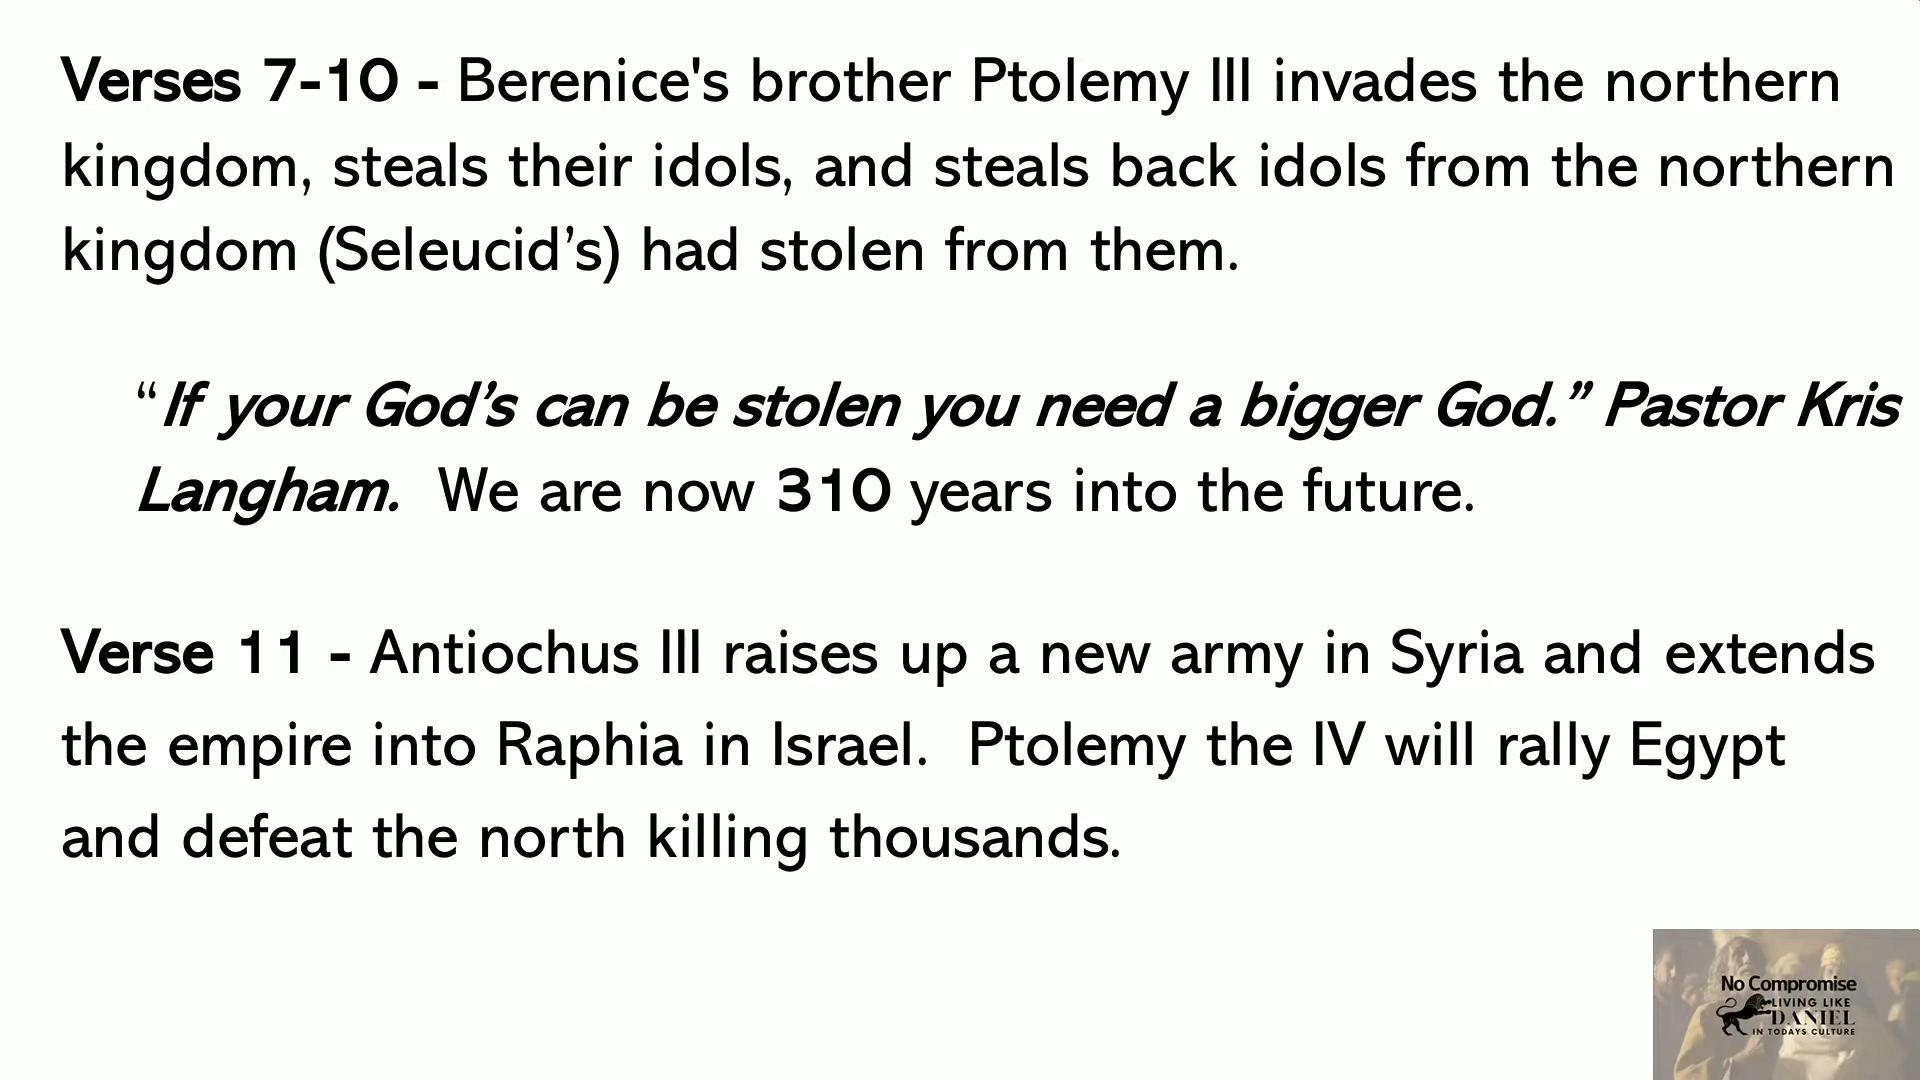 Verses 7-10 - Berenice's brother Ptolemy III invades the northern
kingdom, steals their idols, and steals back idols from the northern
kingdom (Seleucid’s) had stolen from them.
“If your God’s can be stolen you need a bigger God.” Pastor Kris
Langham.  We are now 310 years into the future.
Verse 11 - Antiochus III raises up a new army in Syria and extends
the empire into Raphia in Israel.  Ptolemy the IV will rally Egypt
and defeat the north killing thousands.
No Compromise
LIVING LIKE
DANIEL
IN TODAYS CULTURE